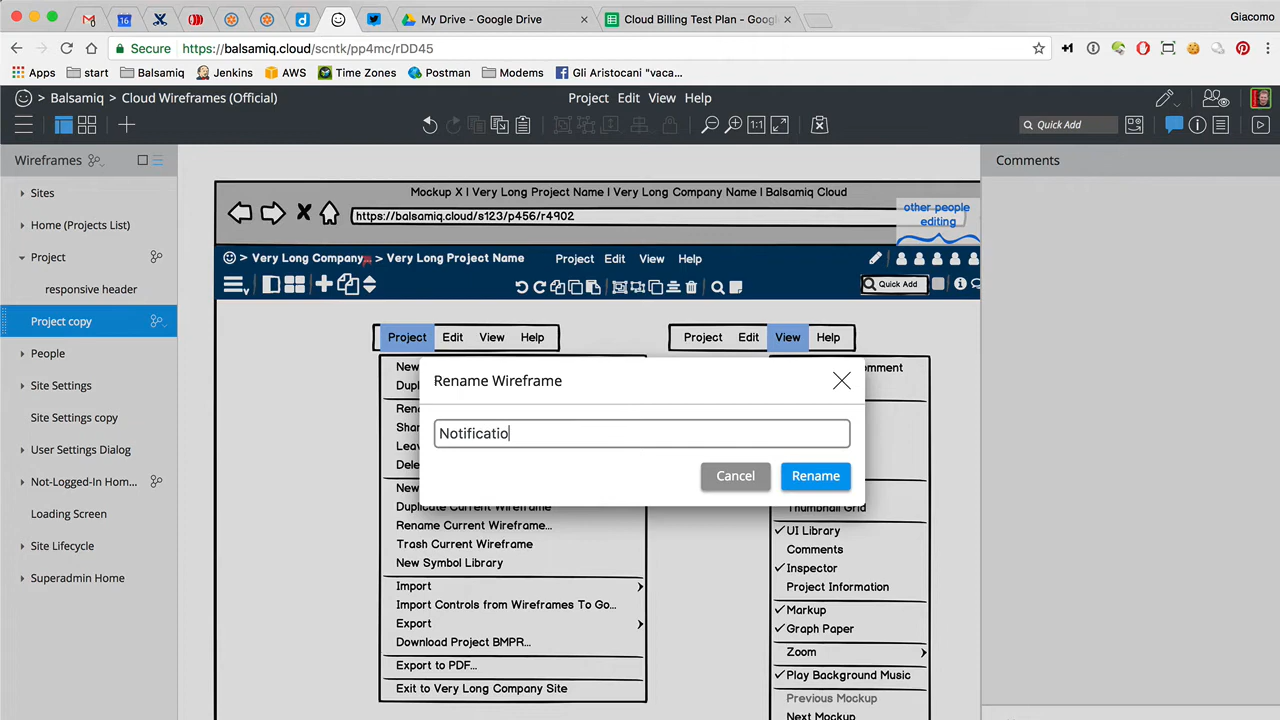 My Drive - Google Drive
Cloud Billing Test Plan - Goog
Giacomo
16
Secure https://balsamiq.cloud/scntk/pp4mc/rDD45
+1
Apps start Balsamiq Jenkins AWS Time Zones Postman Modems Gli Aristocani "vaca...
Balsamiq > Cloud Wireframes (Official)
Project Edit View Help
1:1
Quick Add
Wireframes
Sites
Home (Projects List)
Project
responsive header
Project copy
People
Site Settings
Site Settings copy
User Settings Dialog
Not-Logged-In Hom...
Loading Screen
Site Lifecycle
Superadmin Home
Mockup X | Very Long Project Name | Very Long Company Name | Balsamiq Cloud
https://balsamiq.cloud/s123/p456/r4902
other people
editing
> Very Long Company... > Very Long Project Name
Project Edit View Help
Quick Add
Project Edit View Help
New
Dupl
Rena
Shar
Leav
Dele
New
Duplicate Current Wireframe
Rename Current Wireframe...
Trash Current Wireframe
New Symbol Library
Import
Import Controls from Wireframes To Go...
Export
Download Project BMPR...
Export to PDF...
Exit to Very Long Company Site
Project Edit View Help
omment
Thumbnail Grid
UI Library
Comments
Inspector
Project Information
Markup
Graph Paper
Zoom
Play Background Music
Previous Mockup
Next Mockup
Rename Wireframe
Notificatio
Cancel Rename
Comments